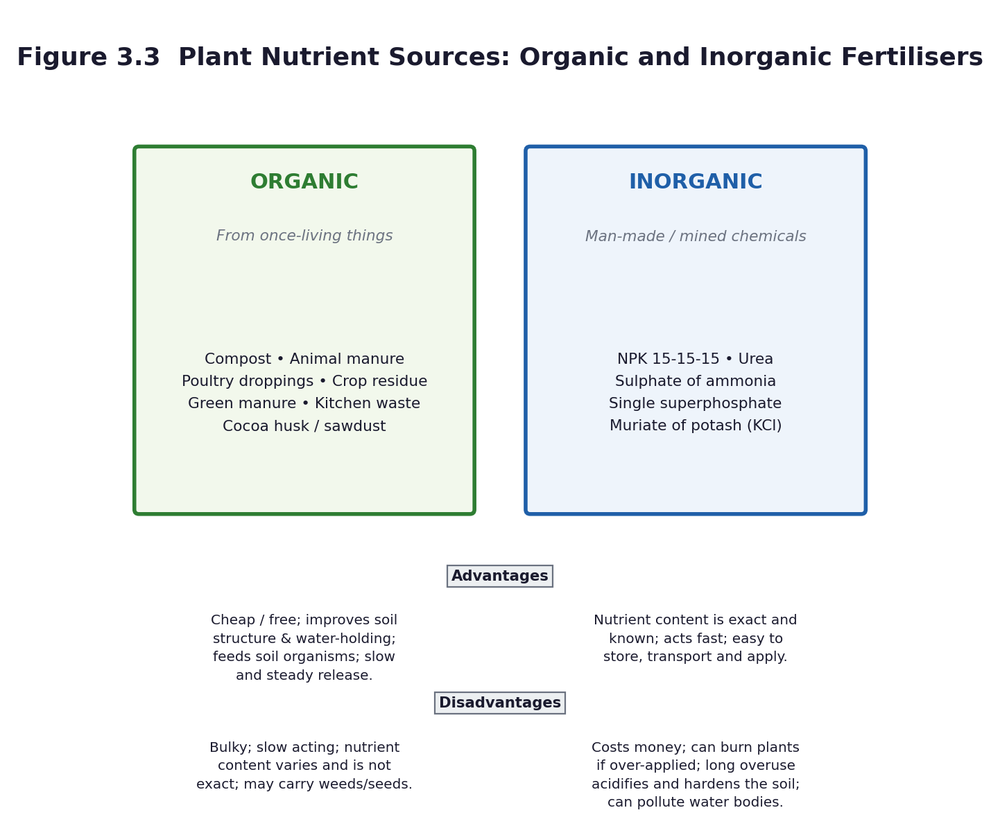 Figure 3.3  Plant Nutrient Sources: Organic and Inorganic Fertilisers
ORGANIC
From once-living things
Compost • Animal manure
Poultry droppings • Crop residue
Green manure • Kitchen waste
Cocoa husk / sawdust
INORGANIC
Man-made / mined chemicals
NPK 15-15-15 • Urea
Sulphate of ammonia
Single superphosphate
Muriate of potash (KCl)
Advantages
Cheap / free; improves soil
structure & water-holding;
feeds soil organisms; slow
and steady release.
Nutrient content is exact and
known; acts fast; easy to
store, transport and apply.
Disadvantages
Bulky; slow acting; nutrient
content varies and is not
exact; may carry weeds/seeds.
Costs money; can burn plants
if over-applied; long overuse
acidifies and hardens the soil;
can pollute water bodies.